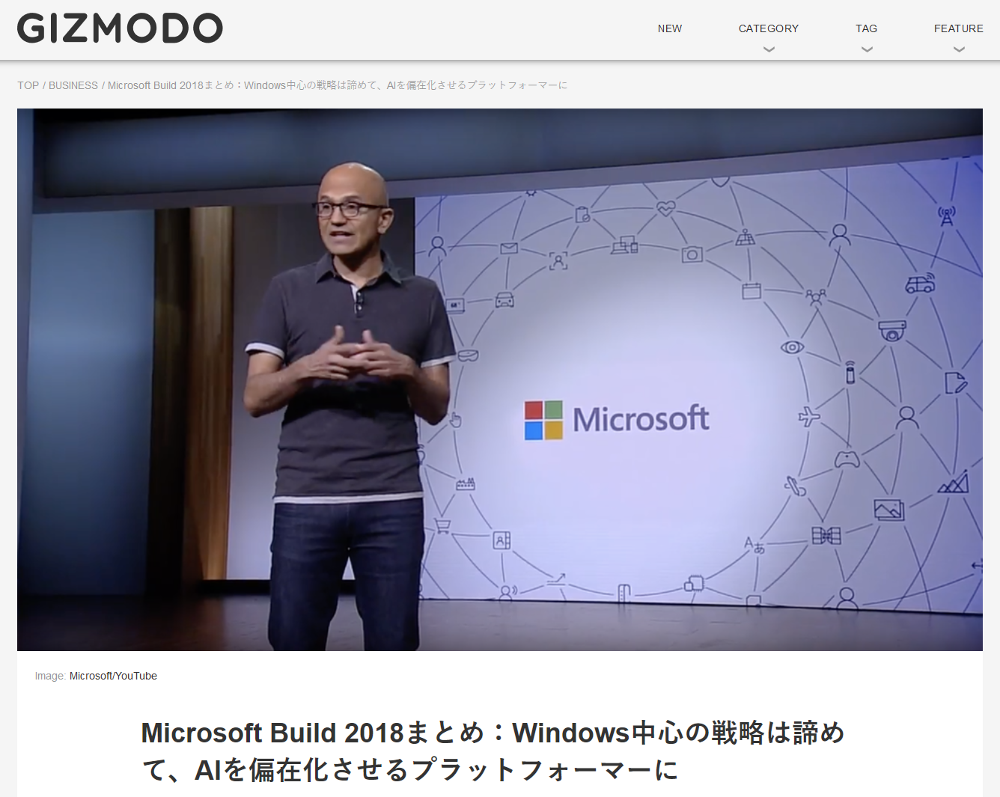 GIZMODO
NEW
CATEGORY
TAG
FEATURE
TOP / BUSINESS / Microsoft Build 2018まとめ：Windows中心の戦略は諦めて、AIを偏在化させるプラットフォーマーに
Microsoft
Aあ
Image: Microsoft/YouTube
Microsoft Build 2018まとめ：Windows中心の戦略は諦め
て、AIを偏在化させるプラットフォーマーに